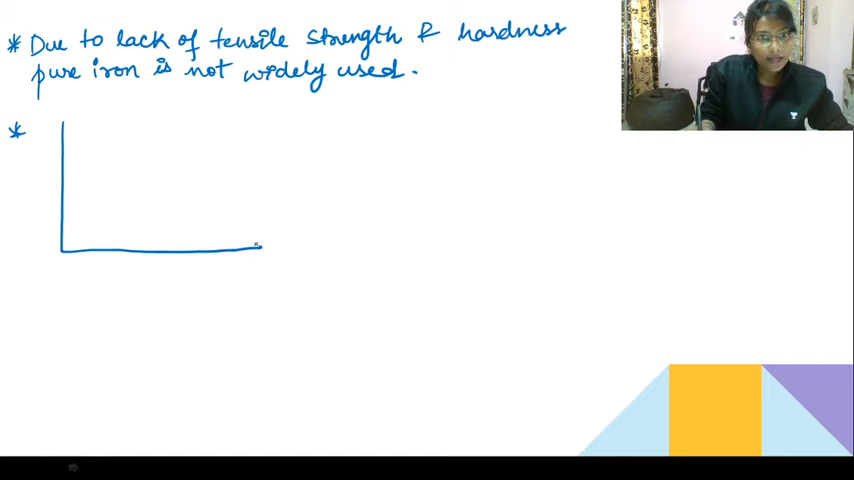 * Due to lack of tensile strength & hardness
pure iron is not widely used.
*